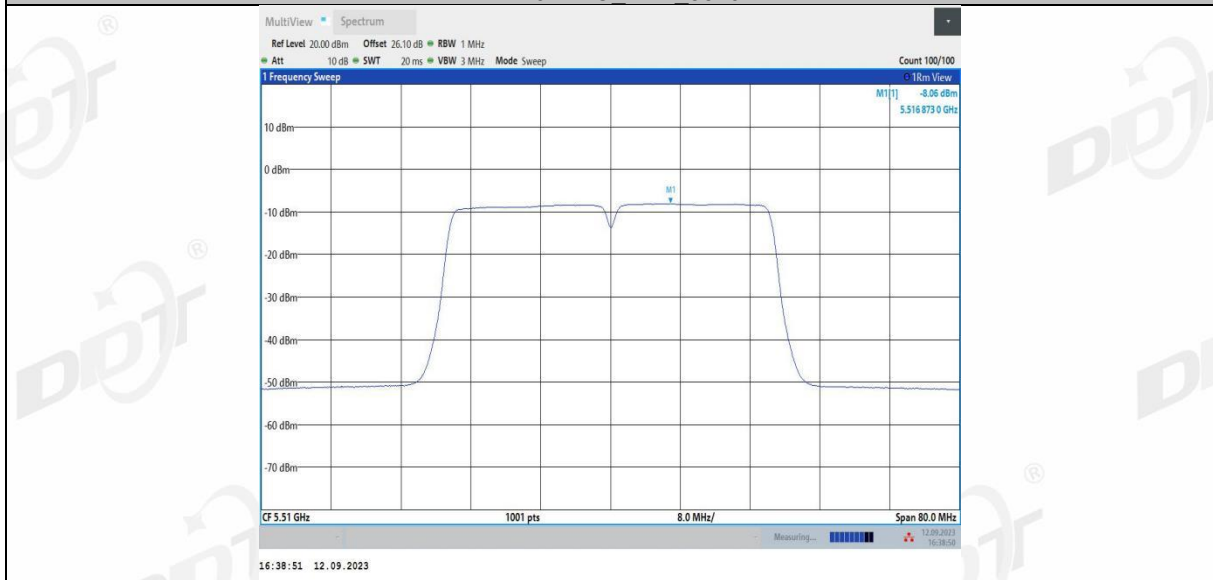 MultiView Spectrum
Ref Level 20.00 dBm Offset 26.10 dB RBW 1 MHz
Att 10 dB SWT 20 ms VBW 3 MHz Mode Sweep Count 100/100
1 Frequency Sweep 1Rm View
M1[1] -8.06 dBm
5.516 873 0 GHz
10 dBm
0 dBm
M1
-10 dBm
-20 dBm
-30 dBm
-40 dBm
-50 dBm
-60 dBm
-70 dBm
CF 5.51 GHz 1001 pts 8.0 MHz/ Span 80.0 MHz
Measuring... 12.09.2023
16:38:50
16:38:51 12.09.2023
DDT
®